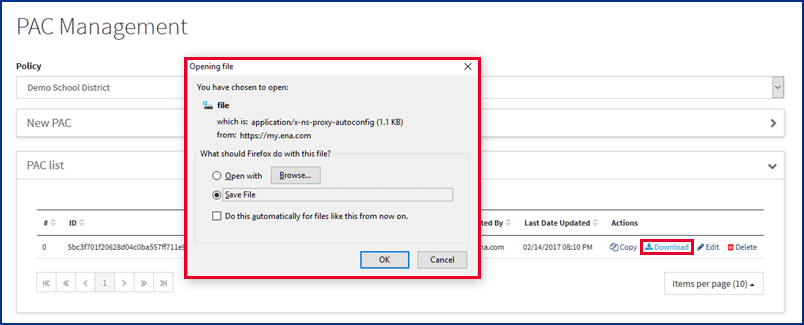 PAC Management
Policy
Demo School District
New PAC
PAC list
# ID ted By Last Date Updated Actions
0 5bc3f701f20628d04c0ba557ff711e9 ena.com 02/14/2017 08:10 PM Copy Download Edit Delete
1
Items per page (10)
Opening file
You have chosen to open:
file
which is: application/x-ns-proxy-autoconfig (1.1 KB)
from: https://my.ena.com
What should Firefox do with this file?
Open with Browse...
Save File
Do this automatically for files like this from now on.
OK Cancel